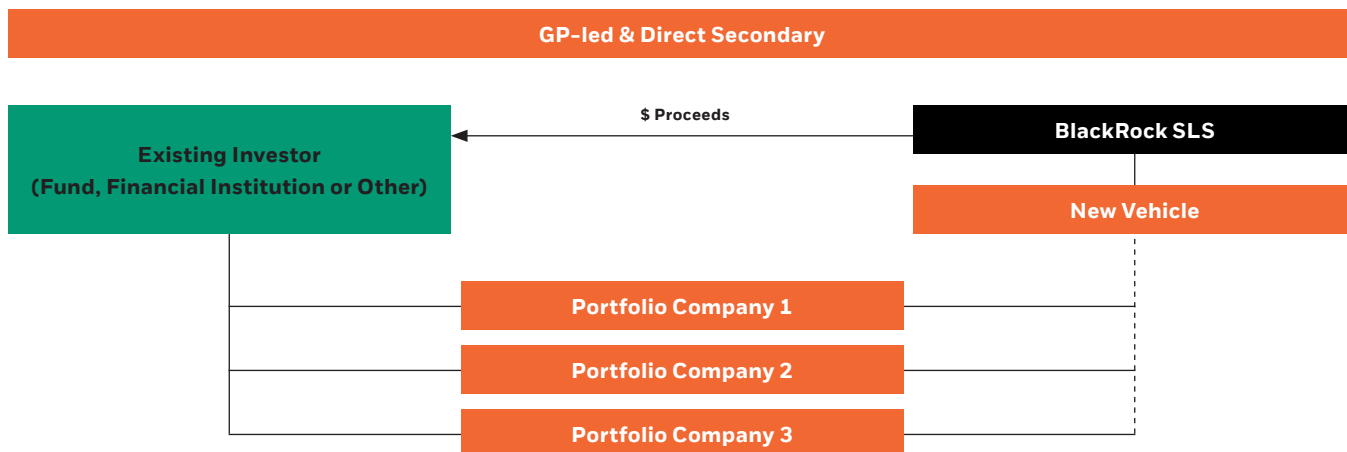 GP-led & Direct Secondary
$ Proceeds
BlackRock SLS
Existing Investor
(Fund, Financial Institution or Other)
New Vehicle
Portfolio Company 1
Portfolio Company 2
Portfolio Company 3